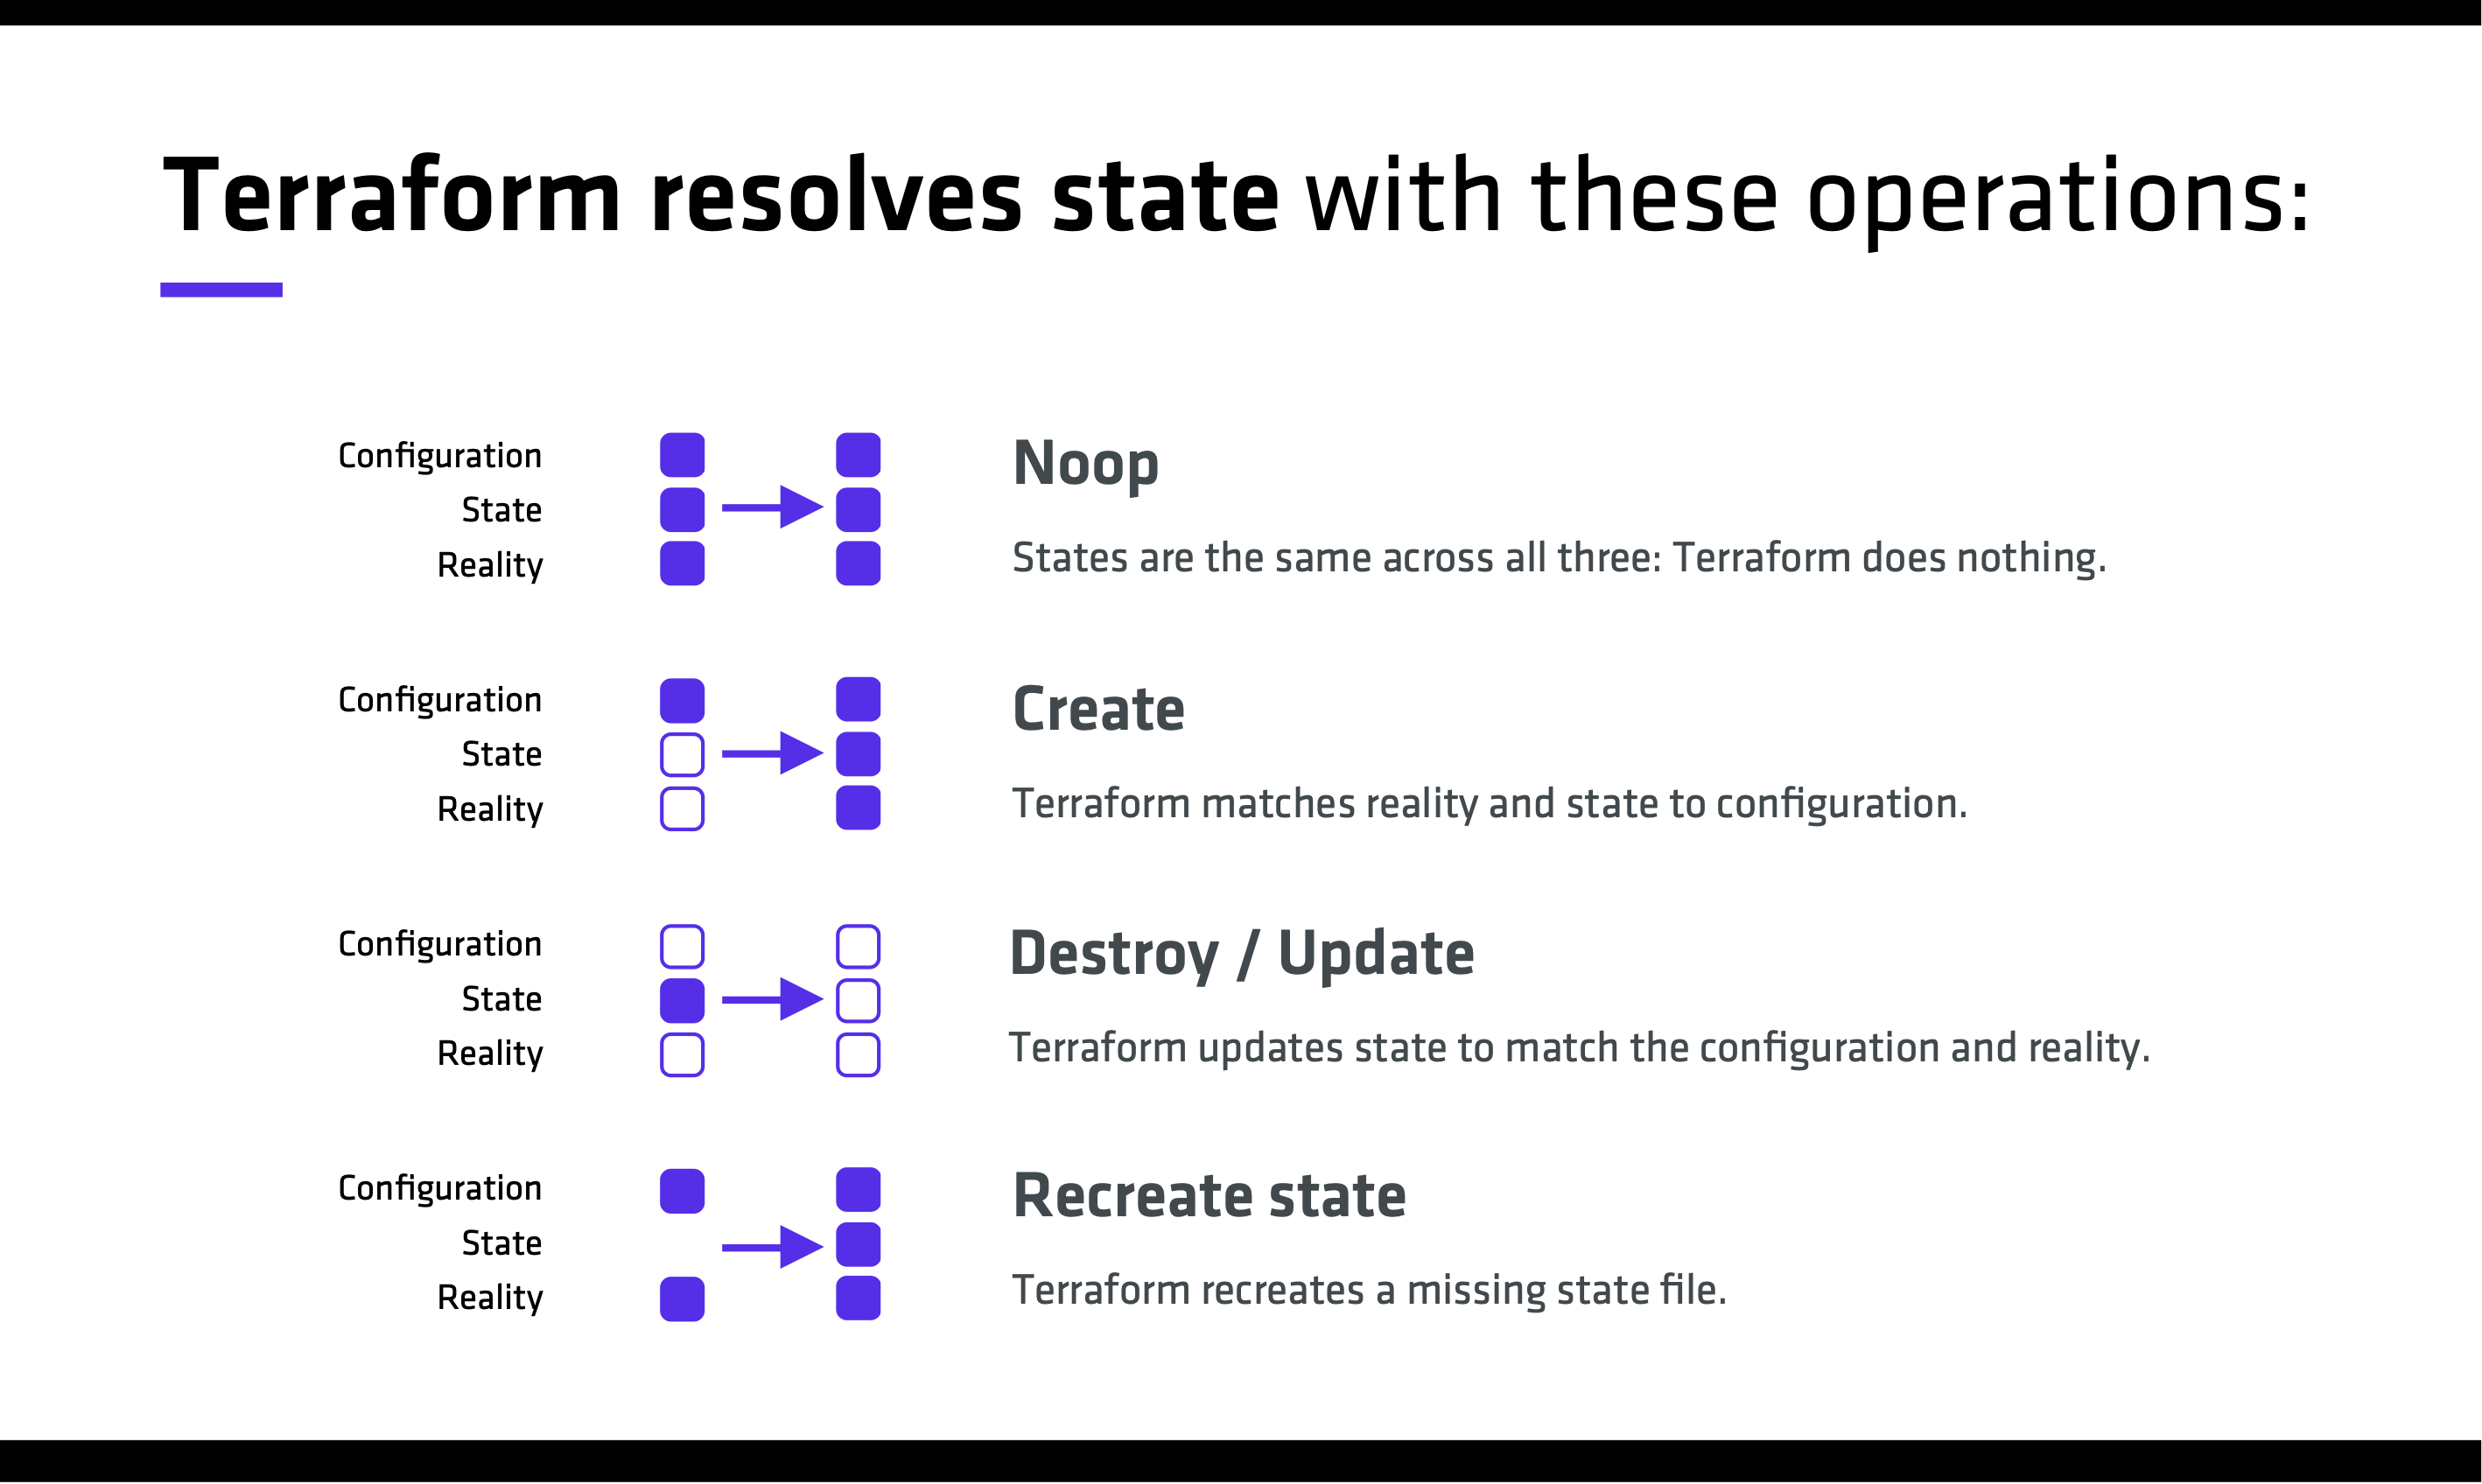 Terraform resolves state with these operations:
Configuration
State
Reality
Noop
States are the same across all three: Terraform does nothing.
Configuration
State
Reality
Create
Terraform matches reality and state to configuration.
Configuration
State
Reality
Destroy / Update
Terraform updates state to match the configuration and reality.
Configuration
State
Reality
Recreate state
Terraform recreates a missing state file.